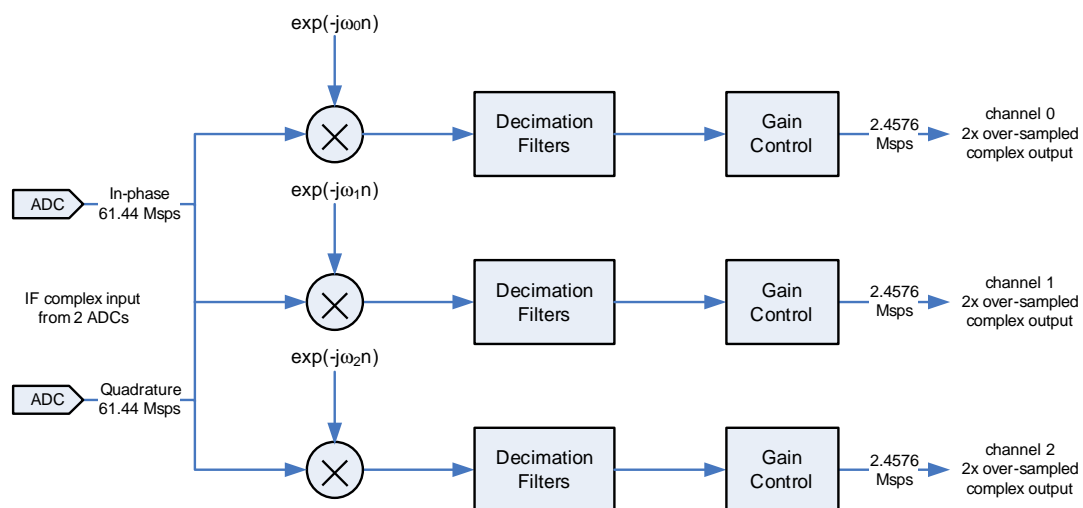 exp(-jω₀n)
Decimation
Filters
Gain
Control
2.4576
Msps
channel 0
2x over-sampled
complex output
ADC
In-phase
61.44 Msps
exp(-jω₁n)
IF complex input
from 2 ADCs
Decimation
Filters
Gain
Control
2.4576
Msps
channel 1
2x over-sampled
complex output
ADC
Quadrature
61.44 Msps
exp(-jω₂n)
Decimation
Filters
Gain
Control
2.4576
Msps
channel 2
2x over-sampled
complex output